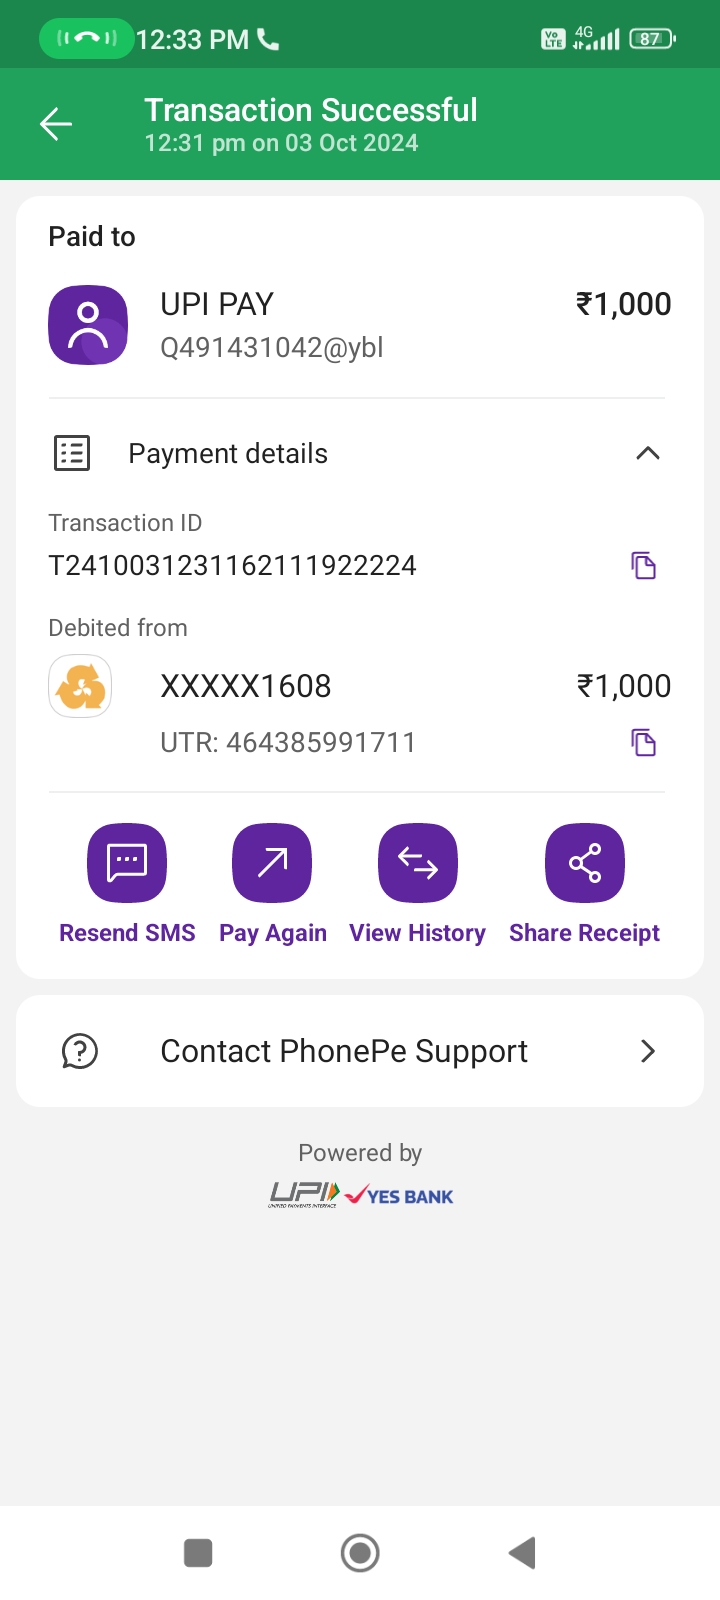 12:33 PM
Vo LTE 4G 87
Transaction Successful
12:31 pm on 03 Oct 2024
Paid to
UPI PAY ₹1,000
Q491431042@ybl
Payment details
Transaction ID
T2410031231162111922224
Debited from
XXXXX1608 ₹1,000
UTR: 464385991711
Resend SMS Pay Again View History Share Receipt
Contact PhonePe Support
Powered by
UPI YES BANK
UNIFIED PAYMENTS INTERFACE